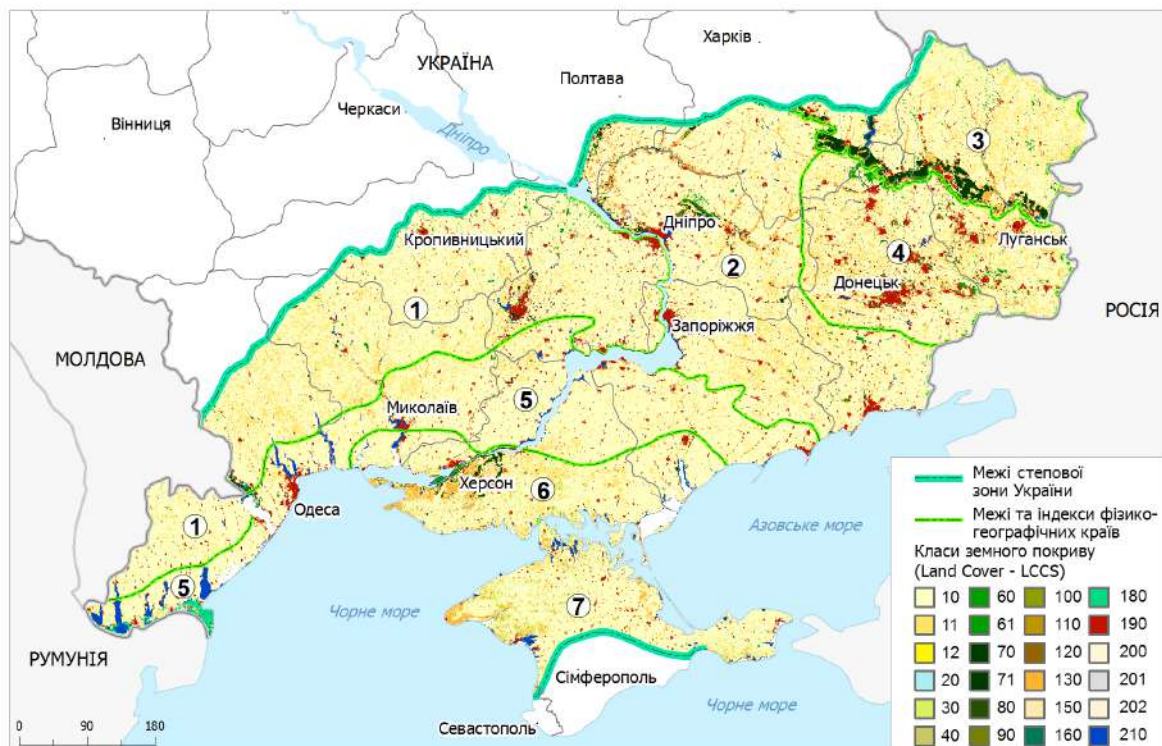 Харків
УКРАЇНА
Полтава
Черкаси
Вінниця
Дніпро
3
Дніпро
Кропивницький
Луганськ
2
4
Донецьк
1
РОСІЯ
Запоріжжя
МОЛДОВА
5
Миколаїв
Херсон
6
Одеса
1
Азовське море
5
Чорне море
7
РУМУНІЯ
Сімферополь
Севастополь
Чорне море
0 90 180
Межі степової
зони України
Межі та індекси фізико-
географічних країв
Класи земного покриву
(Land Cover - LCCS)
10 60 100 180
11 61 110 190
12 70 120 200
20 71 130 201
30 80 150 202
40 90 160 210